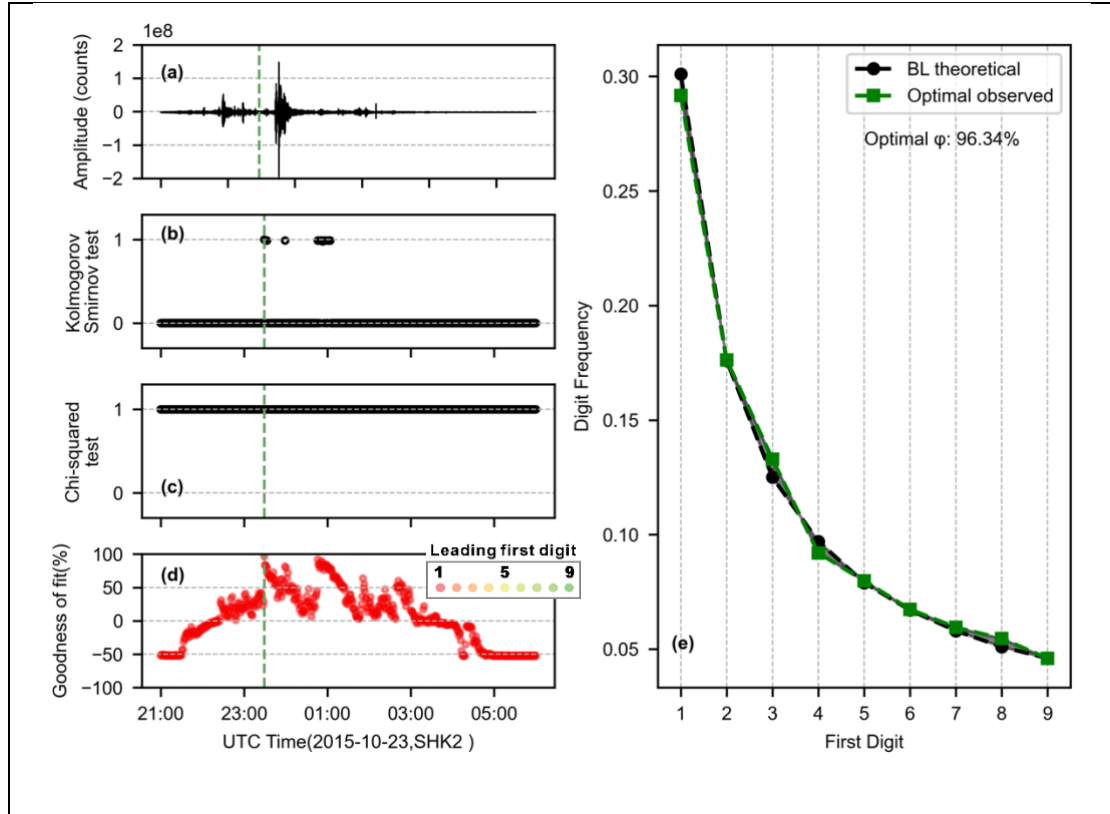 1e8
2
1
0
−1
−2
Amplitude (counts)
(a)
1
0
Kolmogorov
Smirnov test
(b)
1
0
Chi-squared
test
(c)
100
50
0
−50
−100
Goodness of fit(%)
(d)
Leading first digit
1 5 9
21:00 23:00 01:00 03:00 05:00
UTC Time(2015-10-23,SHK2 )
0.30
0.25
0.20
0.15
0.10
0.05
Digit Frequency
BL theoretical
Optimal observed
Optimal φ: 96.34%
(e)
1 2 3 4 5 6 7 8 9
First Digit